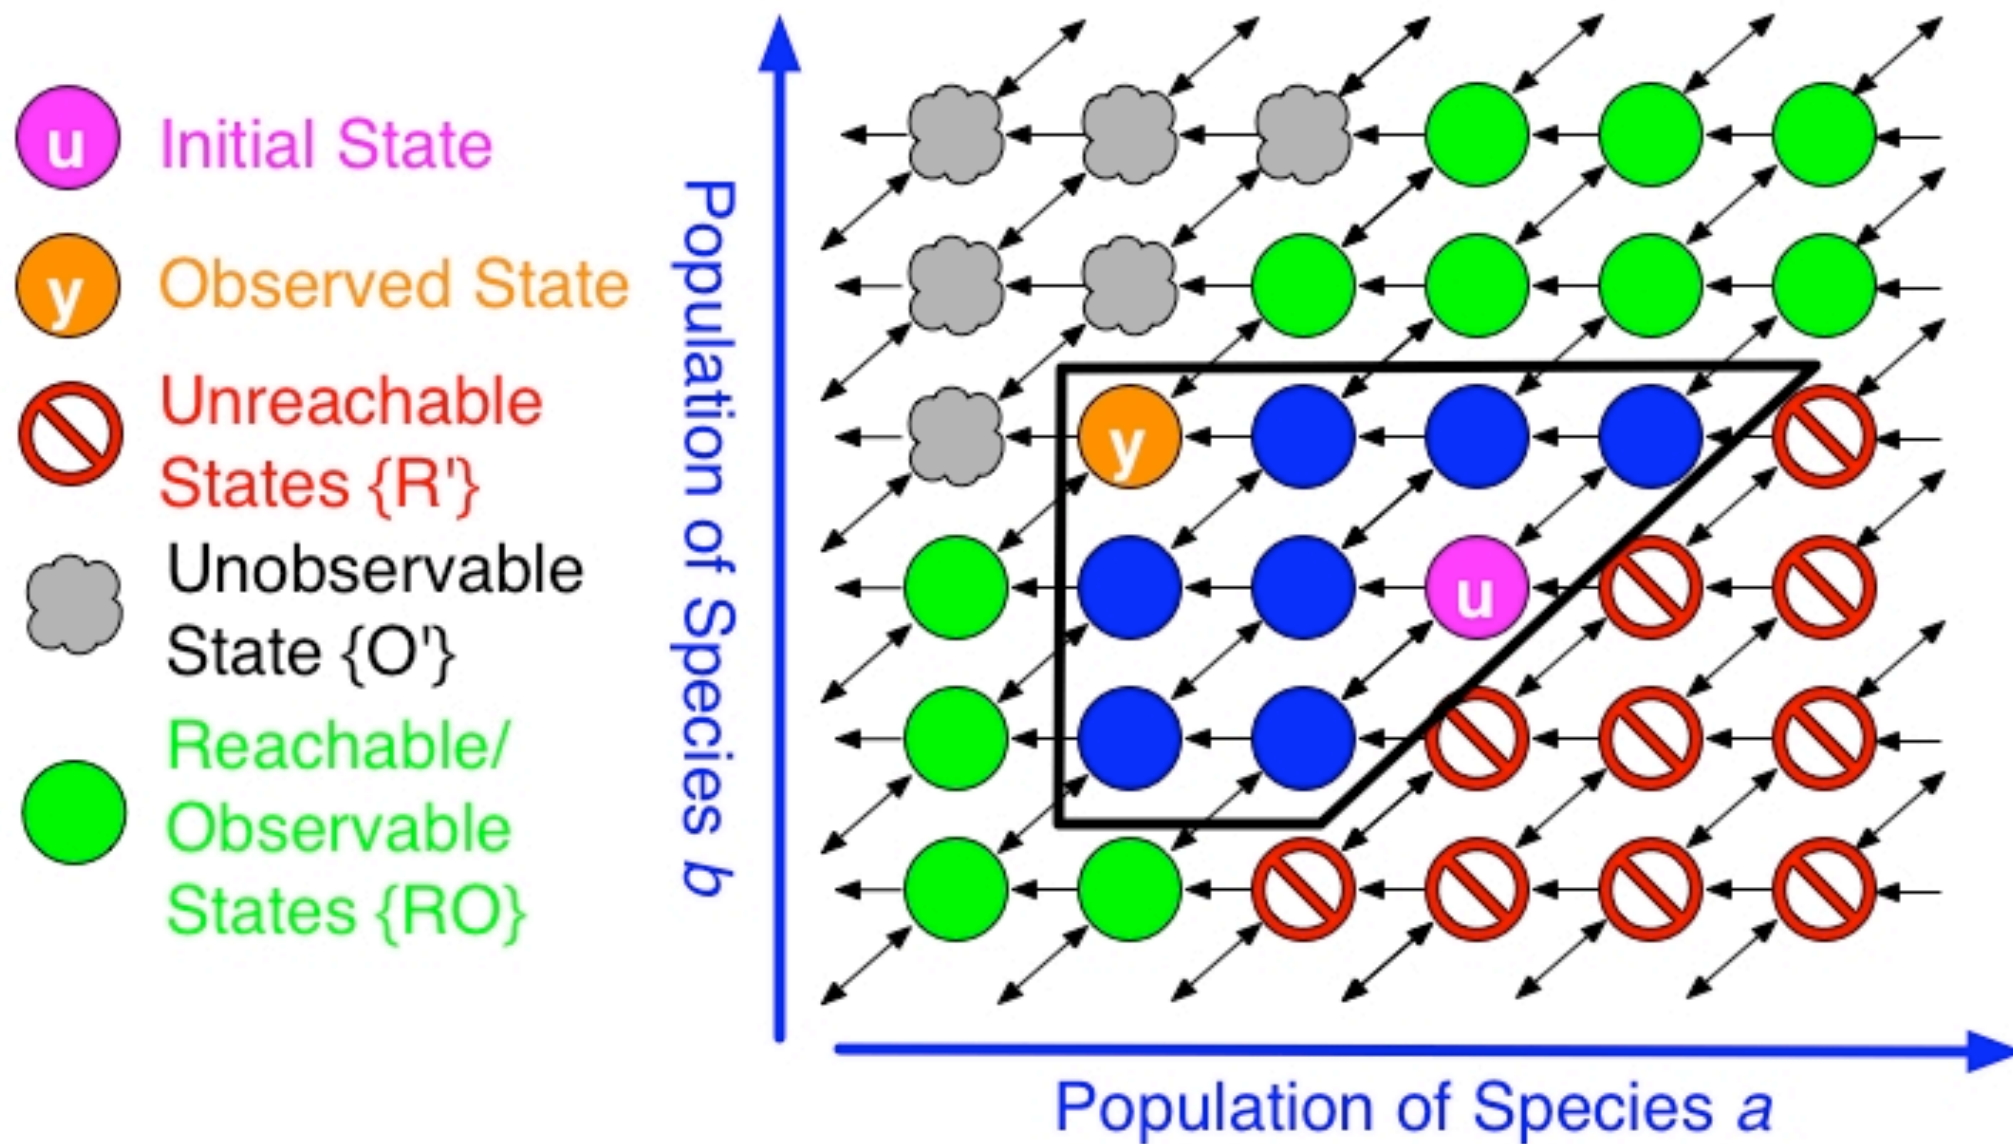 u Initial State
y Observed State
Unreachable
States {R'}
Unobservable
State {O'}
Reachable/
Observable
States {RO}
Population of Species b
y
u
Population of Species a